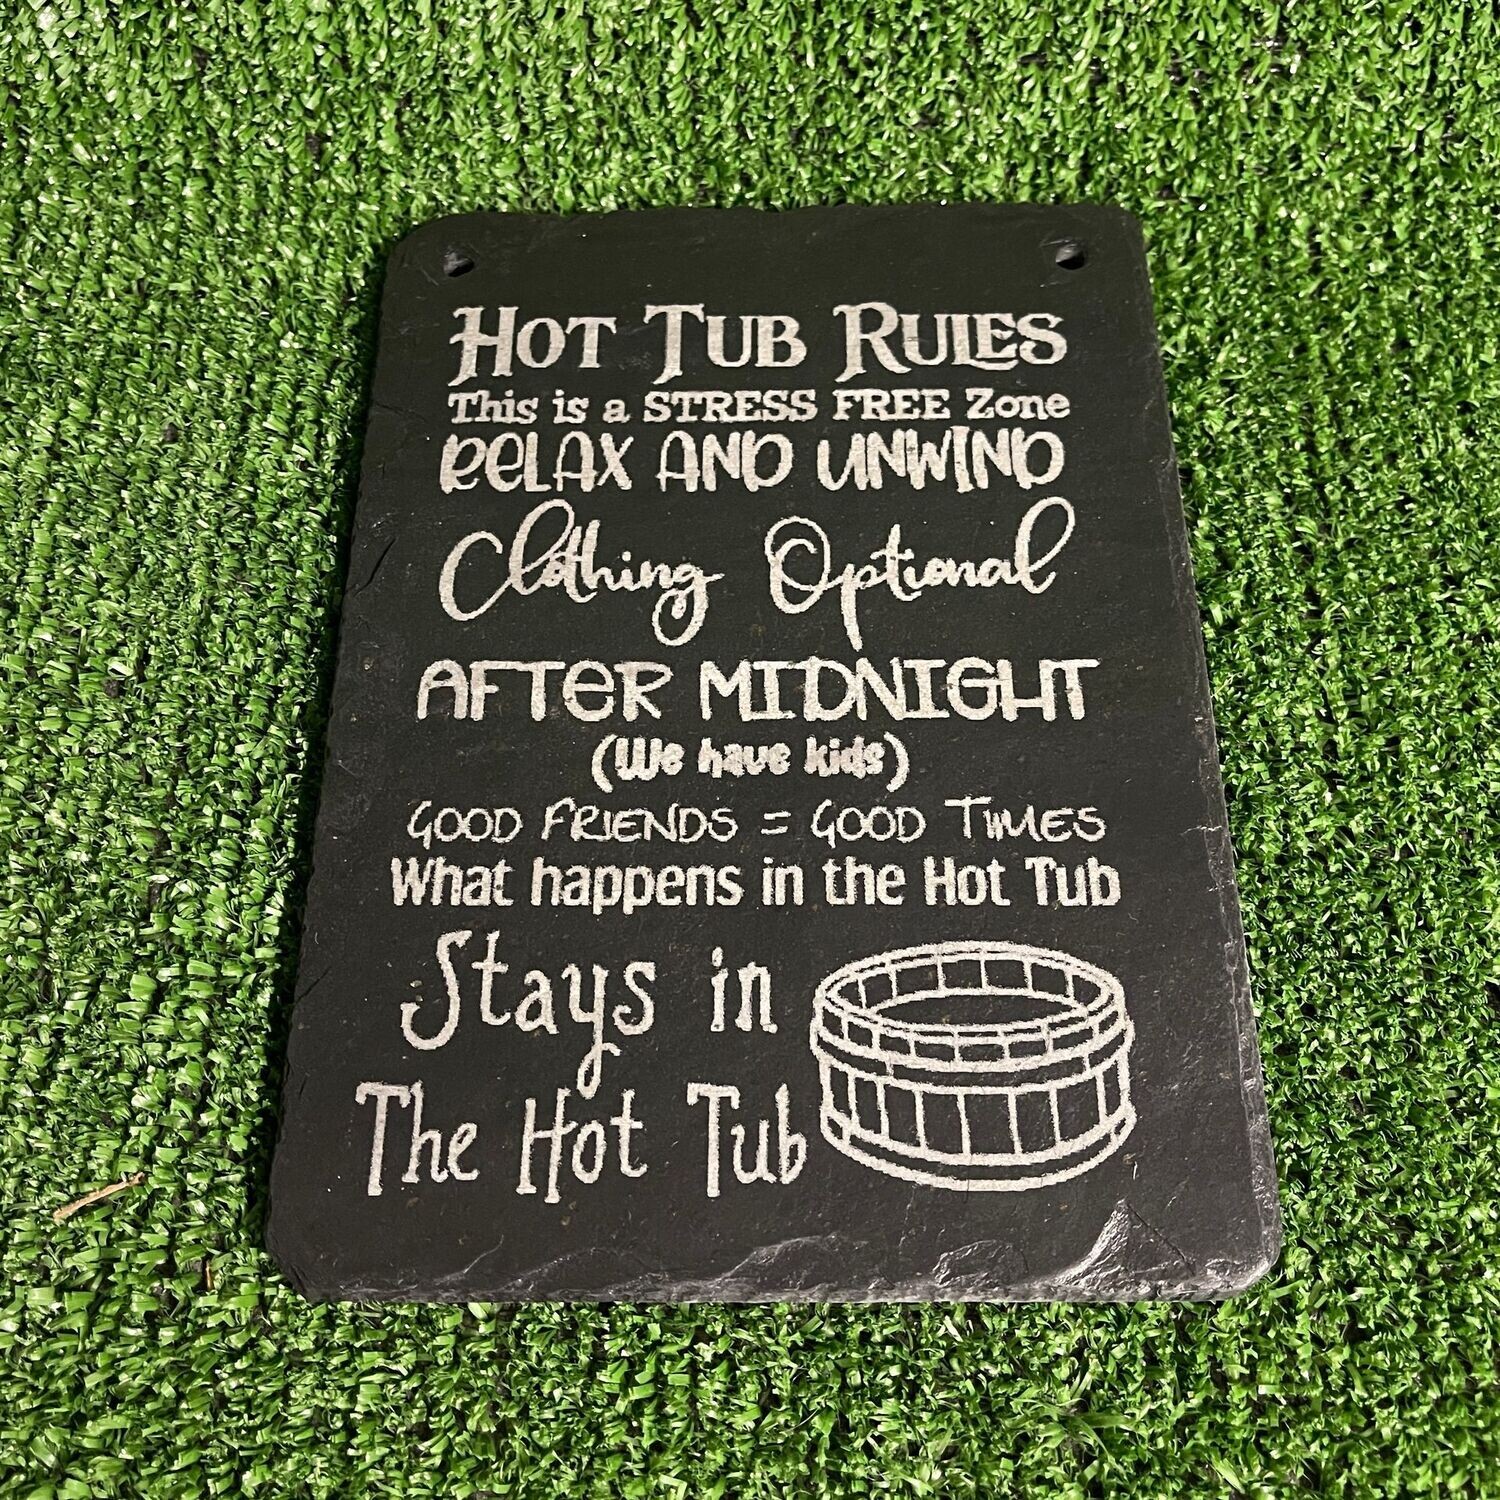 HOT TUB RULES
This is a STRESS FREE Zone
RELAX AND UNWIND
Clothing Optional
AFTER MIDNIGHT
(We have kids)
GOOD FRIENDS = GOOD TIMES
What happens in the Hot Tub
Stays in
The Hot Tub